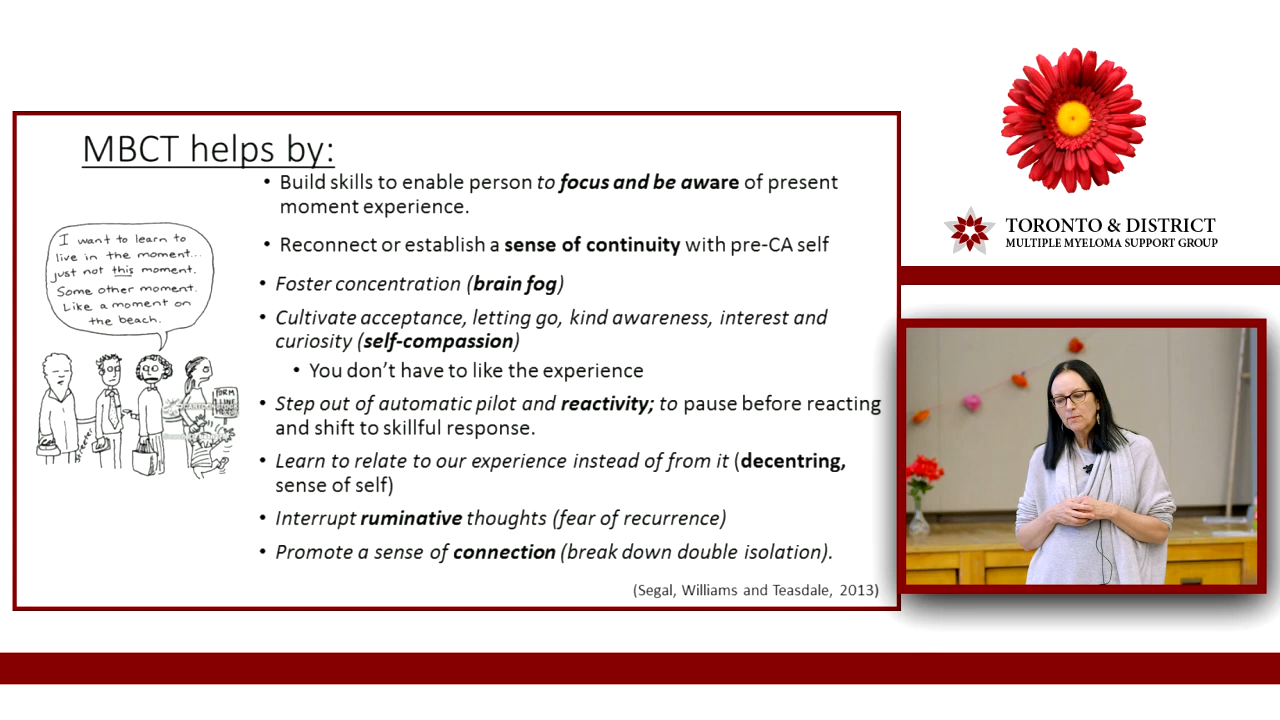 MBCT helps by:
• Build skills to enable person to focus and be aware of present
moment experience.
• Reconnect or establish a sense of continuity with pre-CA self
• Foster concentration (brain fog)
• Cultivate acceptance, letting go, kind awareness, interest and
curiosity (self-compassion)
• You don’t have to like the experience
• Step out of automatic pilot and reactivity; to pause before reacting
and shift to skillful response.
• Learn to relate to our experience instead of from it (decentring,
sense of self)
• Interrupt ruminative thoughts (fear of recurrence)
• Promote a sense of connection (break down double isolation).
(Segal, Williams and Teasdale, 2013)
I want to learn to
live in the moment...
just not this moment.
Some other moment.
Like a moment on
the beach.
FORM
LINE
HERE
TORONTO & DISTRICT
MULTIPLE MYELOMA SUPPORT GROUP